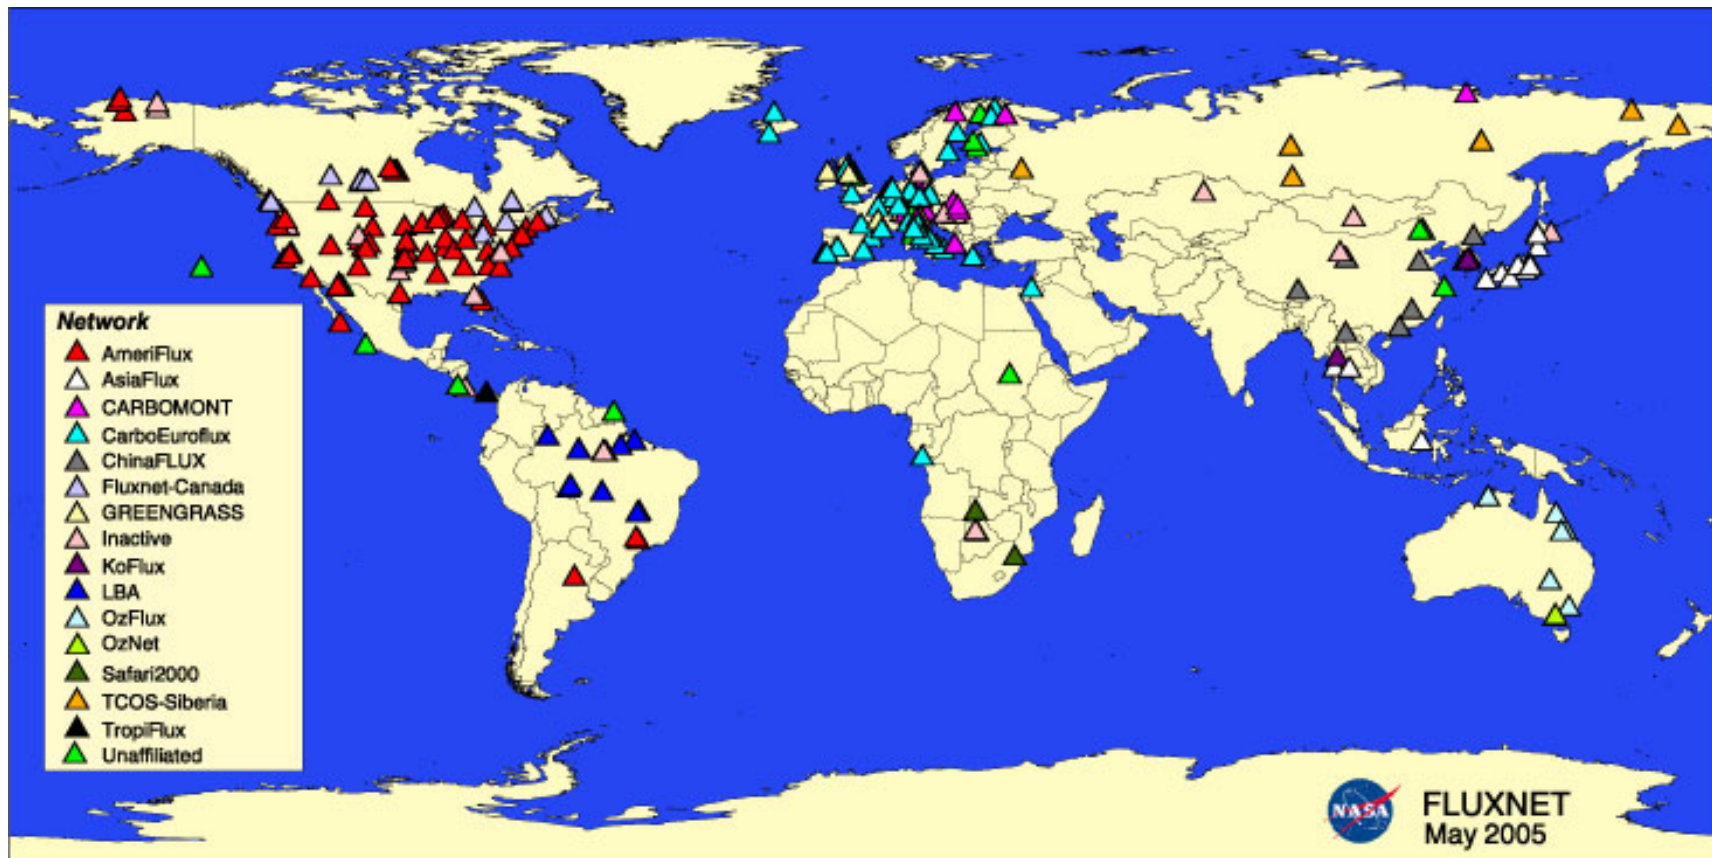 Network
AmeriFlux
AsiaFlux
CARBOMONT
CarboEuroflux
ChinaFLUX
Fluxnet-Canada
GREENGRASS
Inactive
KoFlux
LBA
OzFlux
OzNet
Safari2000
TCOS-Siberia
TropiFlux
Unaffiliated
NASA
FLUXNET
May 2005